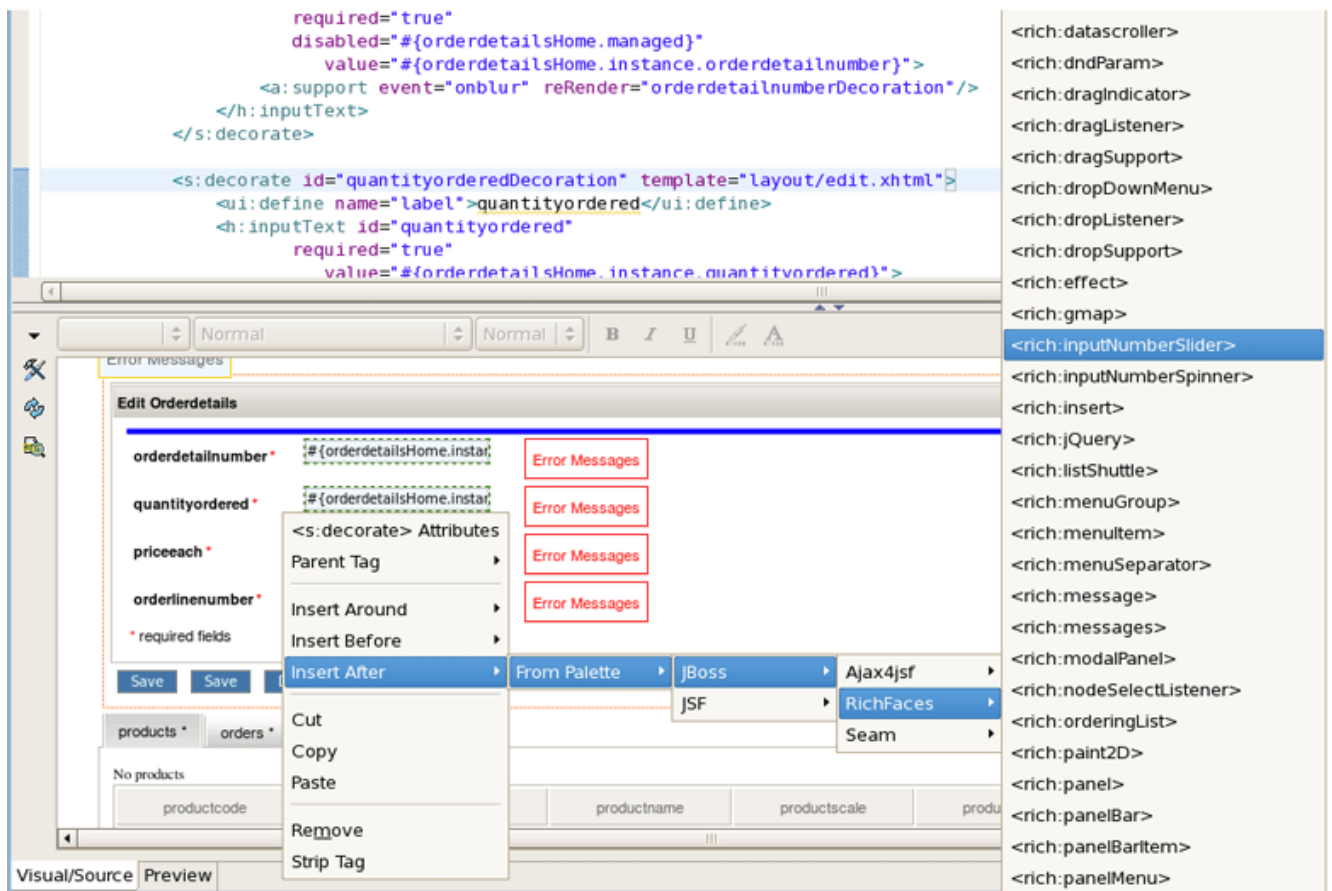 required="true"
disabled="#{orderdetailsHome.managed}"
value="#{orderdetailsHome.instance.orderdetailnumber}">
<a:support event="onblur" reRender="orderdetailnumberDecoration"/>
</h:inputText>
</s:decorate>
<s:decorate id="quantityorderedDecoration" template="layout/edit.xhtml">
<ui:define name="label">quantityordered</ui:define>
<h:inputText id="quantityordered"
required="true"
value="#{orderdetailsHome.instance.quantityordered}">
Normal Normal B I U A
Error Messages
Edit Orderdetails
orderdetailnumber * #{orderdetailsHome.instar Error Messages
quantityordered * #{orderdetailsHome.instar Error Messages
priceeach * Error Messages
orderlinenumber * Error Messages
* required fields
Save Save
products * orders *
No products
productcode productname productscale produ
Visual/Source Preview
<s:decorate> Attributes
Parent Tag
Insert Around
Insert Before
Insert After
Cut
Copy
Paste
Remove
Strip Tag
From Palette
JBoss
JSF
Ajax4jsf
RichFaces
Seam
<rich:datascroller>
<rich:dndParam>
<rich:dragIndicator>
<rich:dragListener>
<rich:dragSupport>
<rich:dropDownMenu>
<rich:dropListener>
<rich:dropSupport>
<rich:effect>
<rich:gmap>
<rich:inputNumberSlider>
<rich:inputNumberSpinner>
<rich:insert>
<rich:jQuery>
<rich:listShuttle>
<rich:menuGroup>
<rich:menuItem>
<rich:menuSeparator>
<rich:message>
<rich:messages>
<rich:modalPanel>
<rich:nodeSelectListener>
<rich:orderingList>
<rich:paint2D>
<rich:panel>
<rich:panelBar>
<rich:panelBarItem>
<rich:panelMenu>